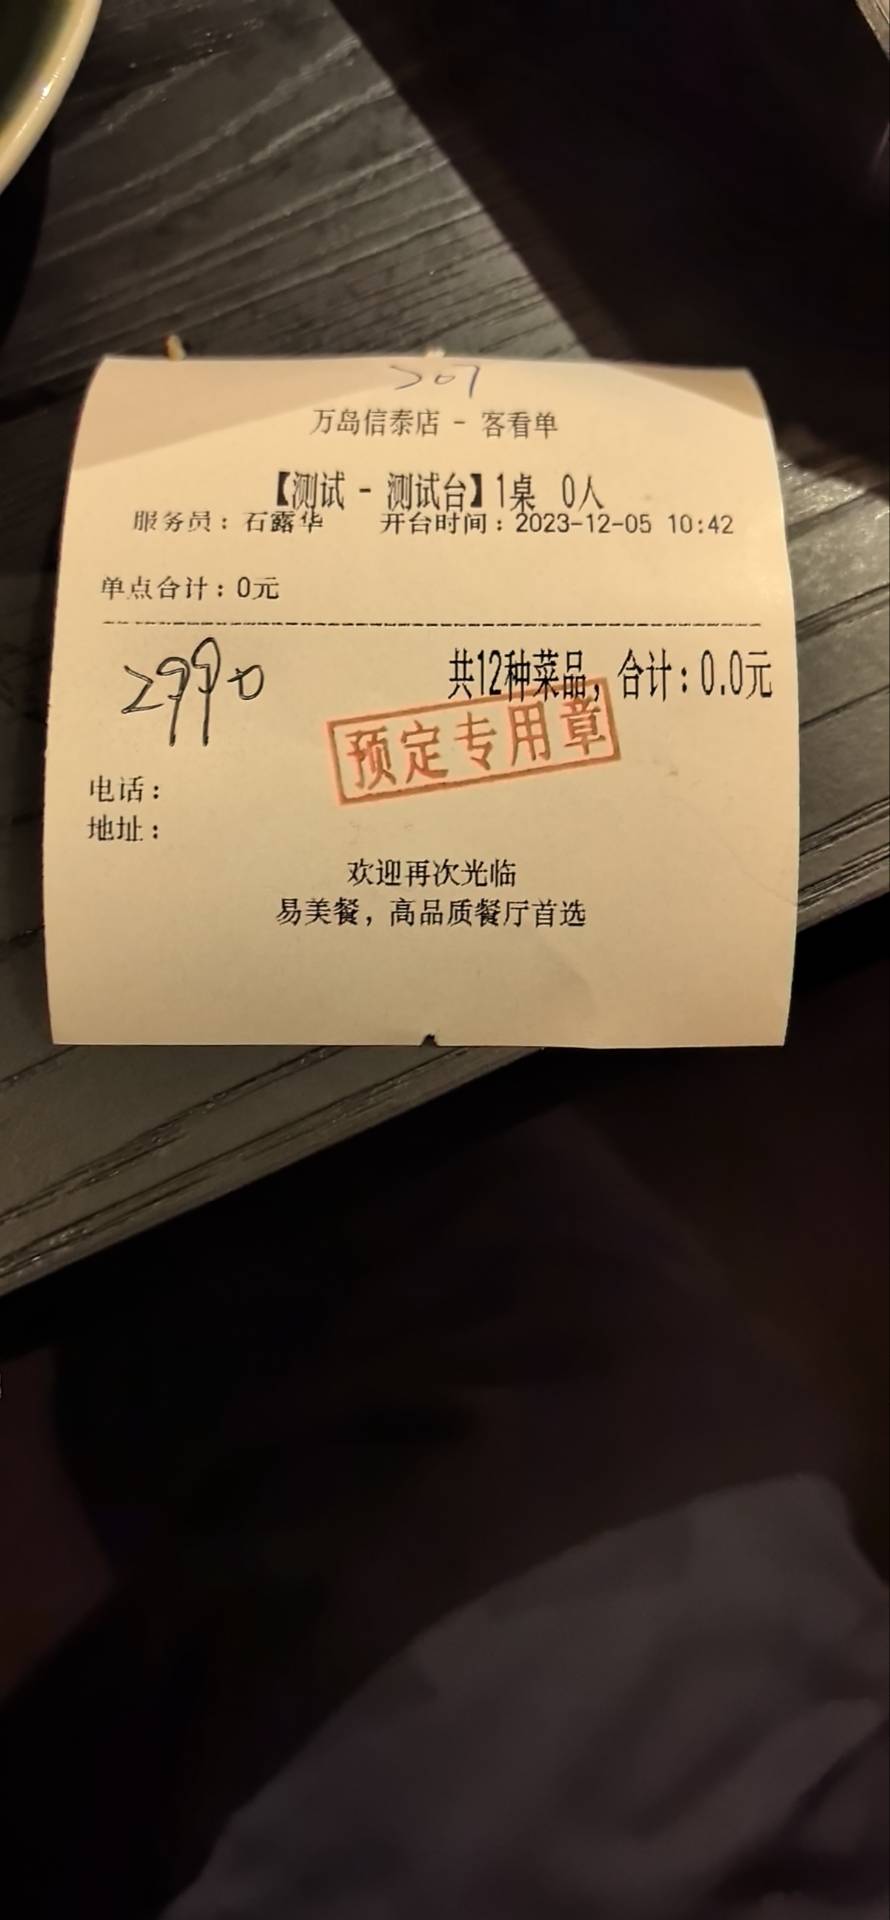 207
万岛信泰店 - 客看单
【测试 - 测试台】1桌 0人
服务员：石露华 开台时间：2023-12-05 10:42
单点合计：0元
2990
共12种菜品，合计：0.0元
预定专用章
电话：
地址：
欢迎再次光临
易美餐，高品质餐厅首选